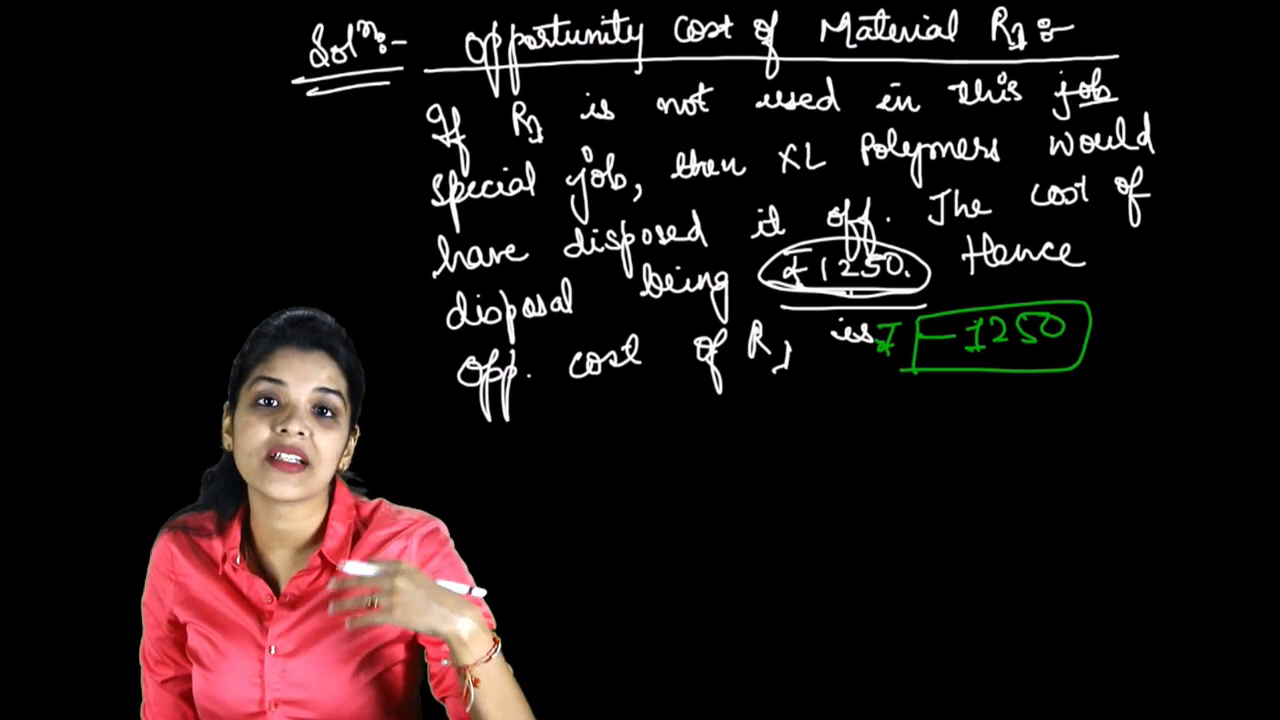 Solⁿ:- Opportunity cost of Material R1:-
If R1 is not used in this job
special job, then XL Polymers would
have disposed it off. The cost of
disposal being ₹1250. Hence
opp. cost of R1 is ₹ -1250